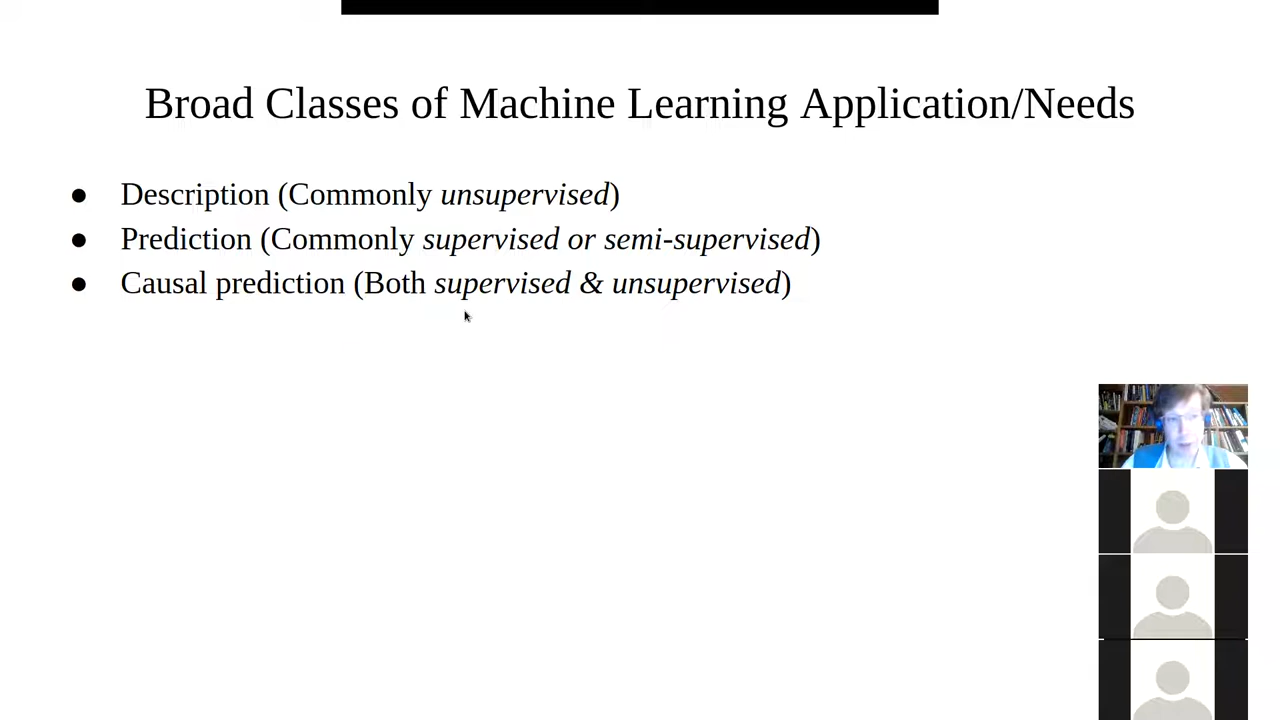 Broad Classes of Machine Learning Application/Needs
● Description (Commonly unsupervised)
● Prediction (Commonly supervised or semi-supervised)
● Causal prediction (Both supervised & unsupervised)